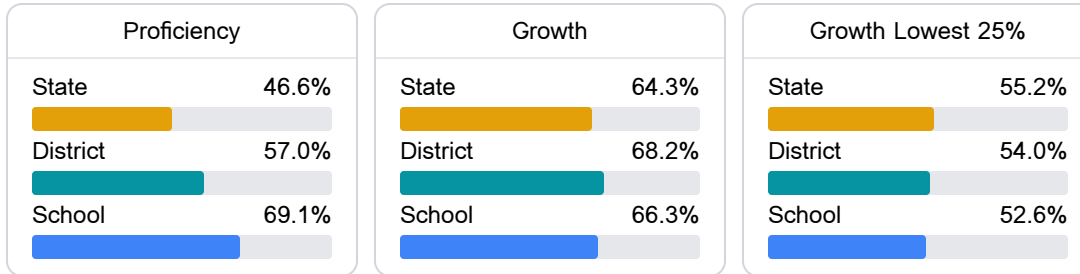 Proficiency
State 46.6%
District 57.0%
School 69.1%
Growth
State 64.3%
District 68.2%
School 66.3%
Growth Lowest 25%
State 55.2%
District 54.0%
School 52.6%